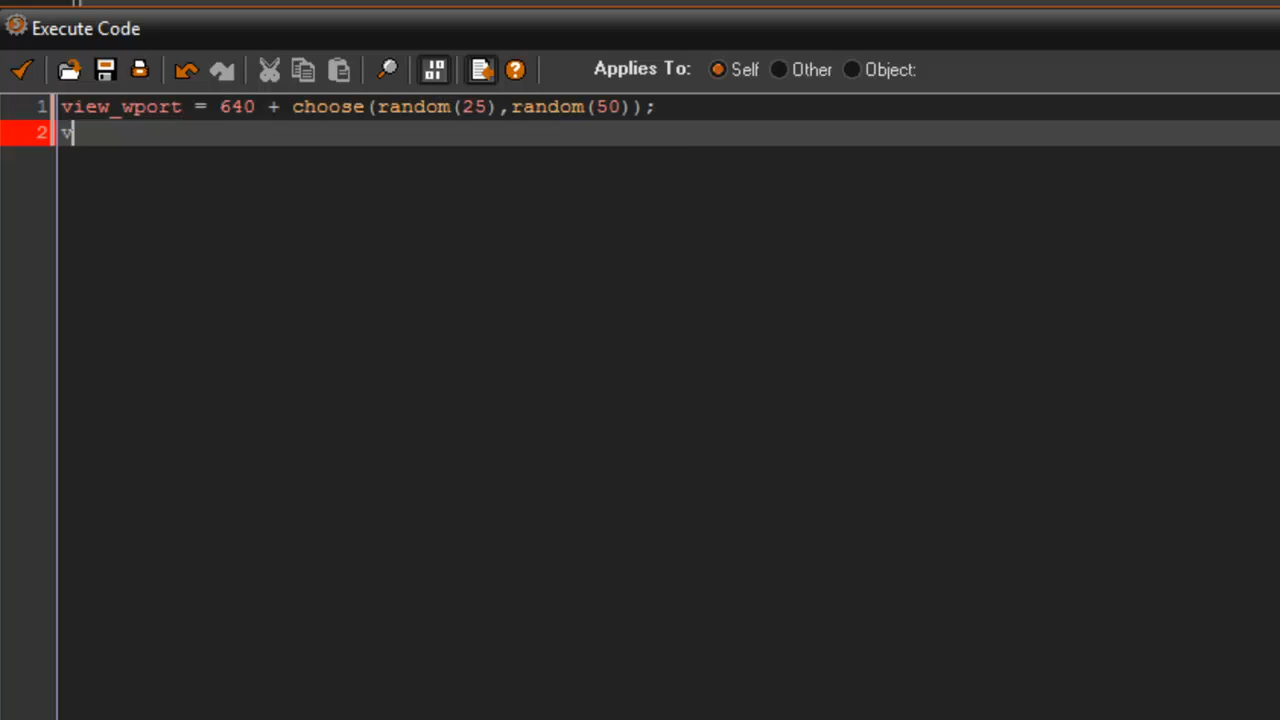 Execute Code
Applies To: Self Other Object:
1 view_wport = 640 + choose(random(25),random(50));
2 v